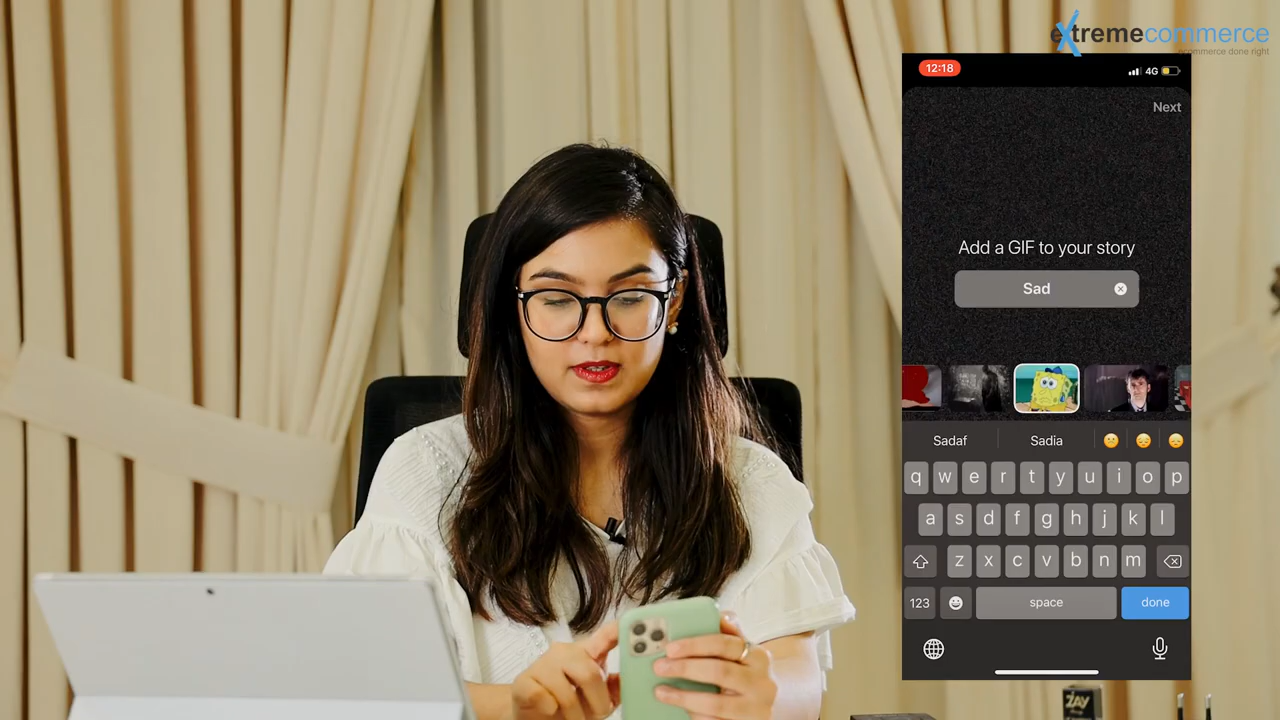 extremecommerce
ecommerce done right
12:18
4G
Next
Add a GIF to your story
Sad
Sadaf Sadia
q w e r t y u i o p
a s d f g h j k l
z x c v b n m
123 space done
ZAY